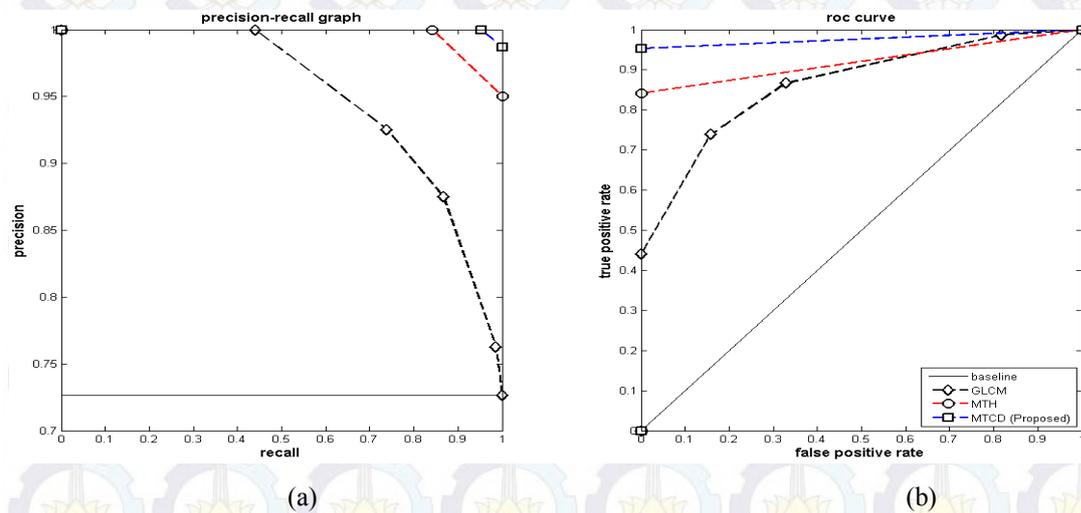 precision-recall graph
1
0.95
0.9
0.85
0.8
0.75
0.7
precision
0 0.1 0.2 0.3 0.4 0.5 0.6 0.7 0.8 0.9 1
recall
(a)
roc curve
1
0.9
0.8
0.7
0.6
0.5
0.4
0.3
0.2
0.1
0
true positive rate
0 0.1 0.2 0.3 0.4 0.5 0.6 0.7 0.8 0.9 1
false positive rate
baseline
GLCM
MTH
MTCD (Proposed)
(b)